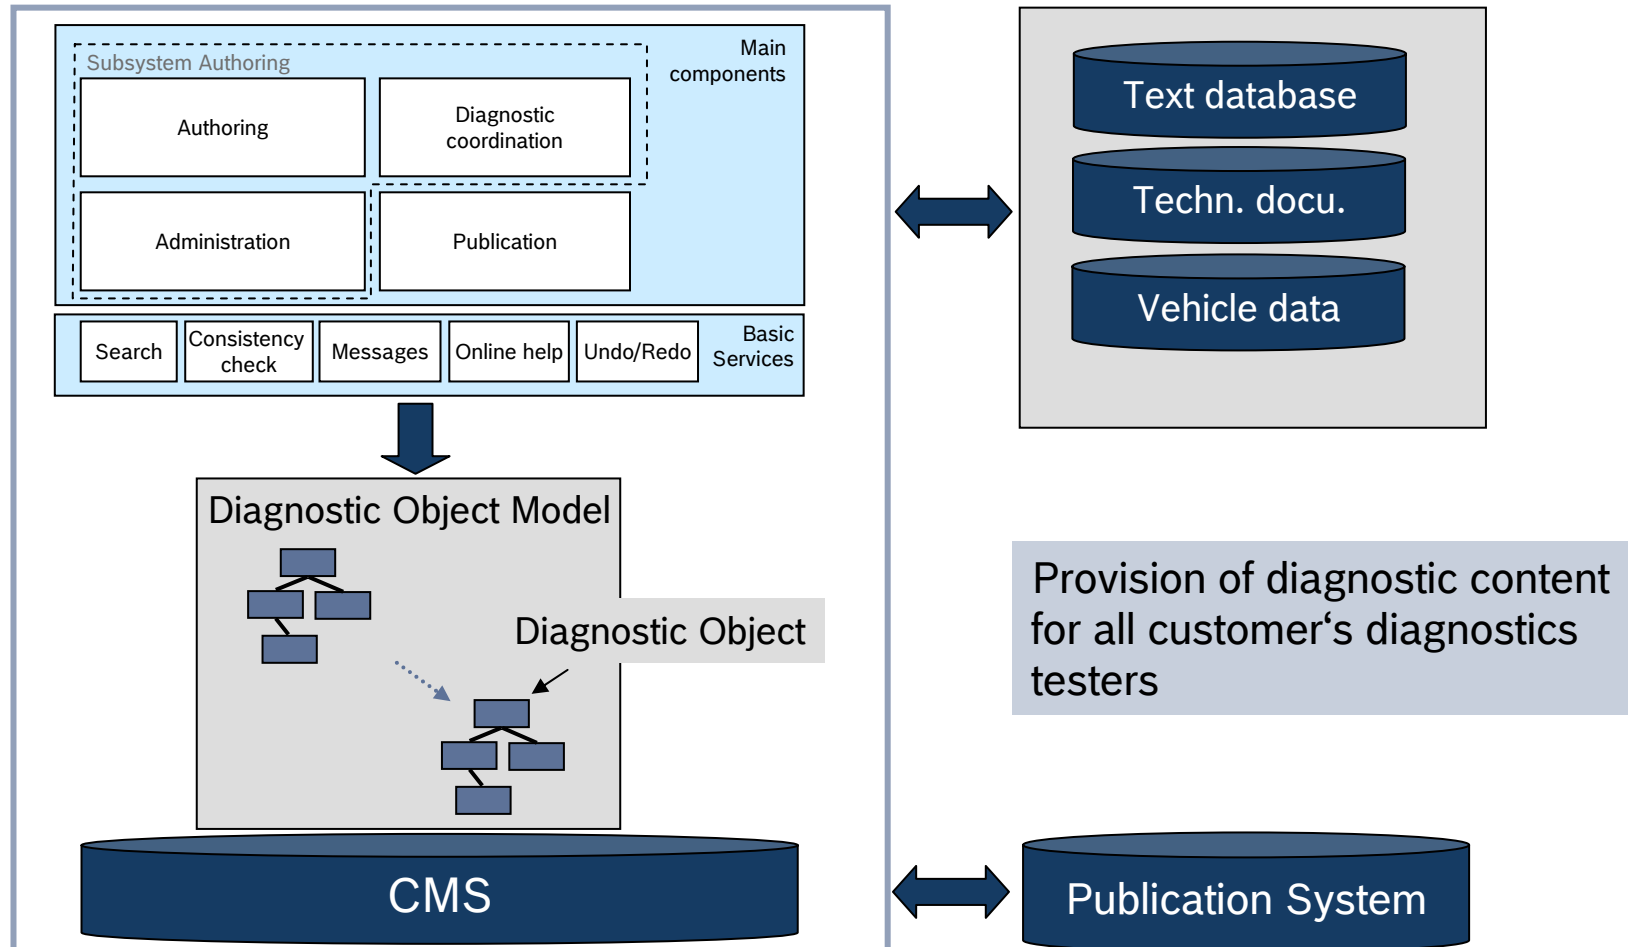 Main
components
Subsystem Authoring
Authoring
Diagnostic
coordination
Administration
Publication
Basic
Services
Search
Consistency
check
Messages
Online help
Undo/Redo
Diagnostic Object Model
Diagnostic Object
CMS
Text database
Techn. docu.
Vehicle data
Provision of diagnostic content
for all customer‘s diagnostics
testers
Publication System